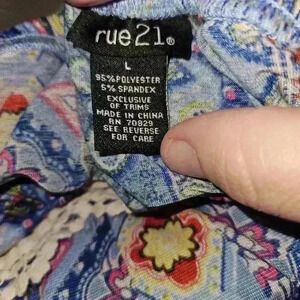 rue21®
L
95% POLYESTER
5% SPANDEX
EXCLUSIVE
OF TRIMS
MADE IN CHINA
RN 70829
SEE REVERSE
FOR CARE